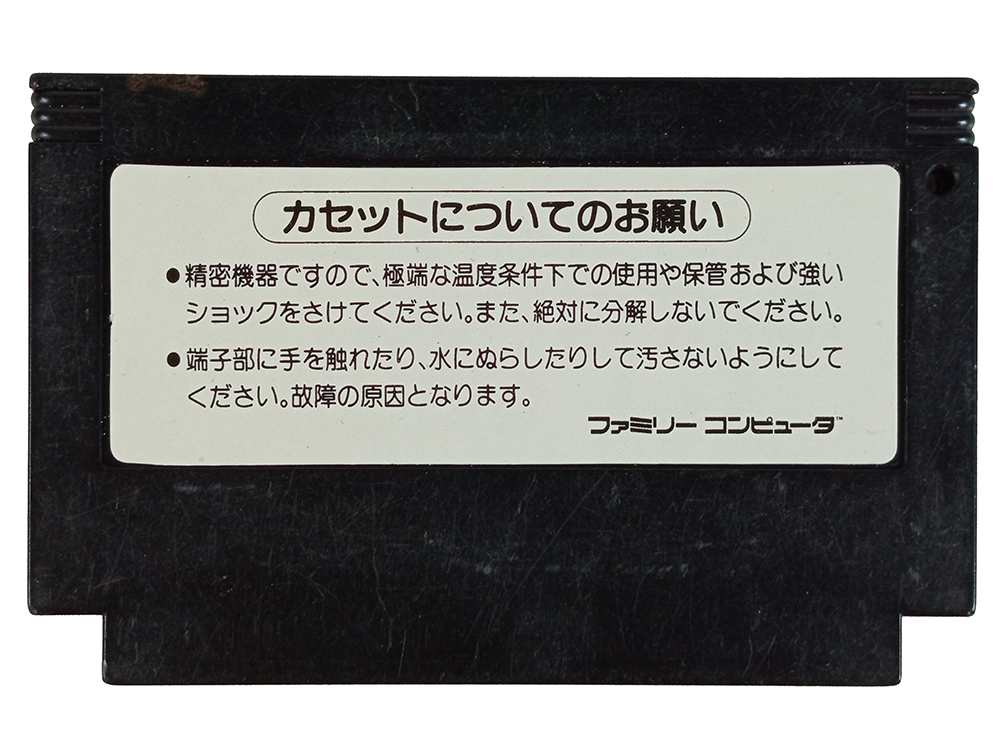 カセットについてのお願い
●精密機器ですので、極端な温度条件下での使用や保管および強い
ショックをさけてください。また、絶対に分解しないでください。
●端子部に手を触れたり、水にぬらしたりして汚さないようにして
ください。故障の原因となります。
ファミリー コンピュータ™